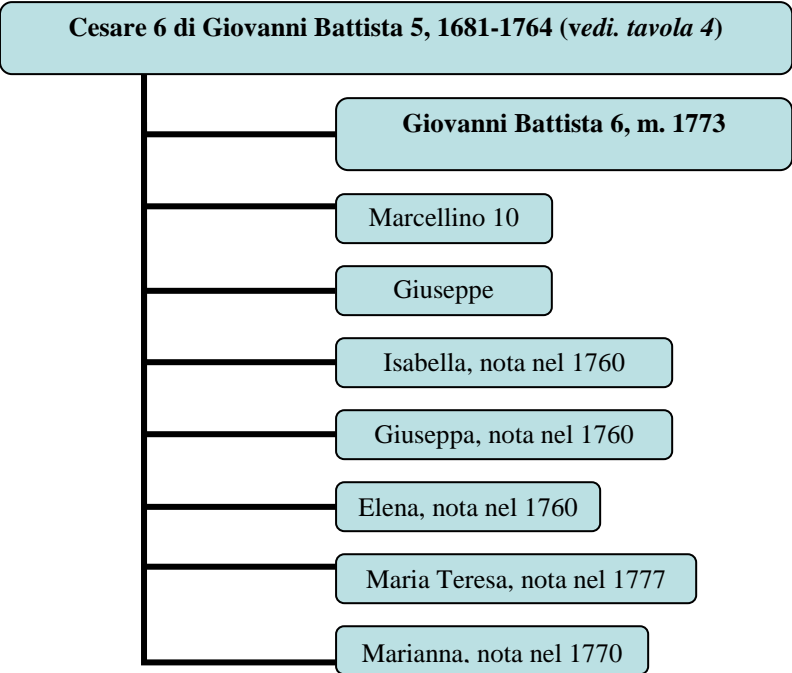 Cesare 6 di Giovanni Battista 5, 1681-1764 (vedi. tavola 4)
Giovanni Battista 6, m. 1773
Marcellino 10
Giuseppe
Isabella, nota nel 1760
Giuseppa, nota nel 1760
Elena, nota nel 1760
Maria Teresa, nota nel 1777
Marianna, nota nel 1770